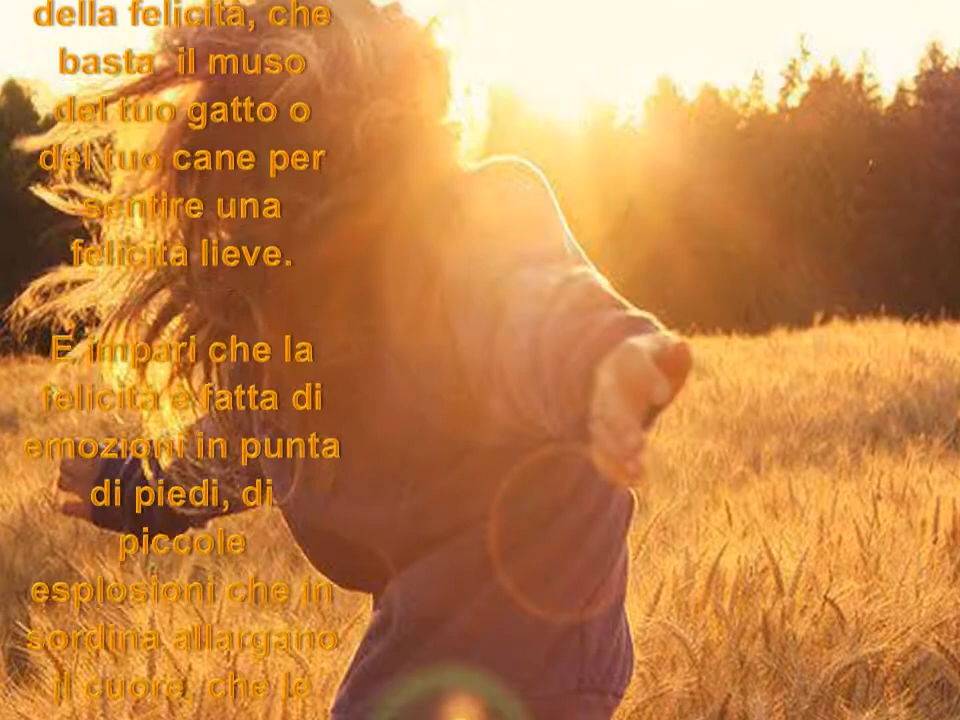 della felicità, che
basta il muso
del tuo gatto o
del tuo cane per
sentire una
felicità lieve.
E impari che la
felicità è fatta di
emozioni in punta
di piedi, di
piccole
esplosioni che in
sordina allargano
il cuore, che le